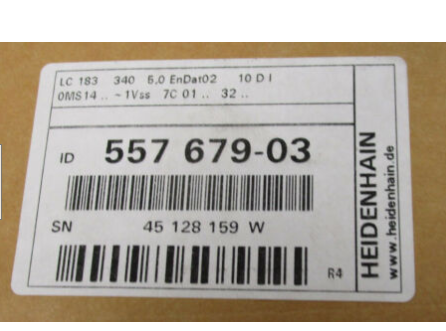 LC 183 340 5,0 EnDat02 10 D I
0MS14 .. ~1Vss 7C 01 .. 32 ..
ID 557 679-03
SN 45 128 159 W
R4
HEIDENHAIN
www.heidenhain.de